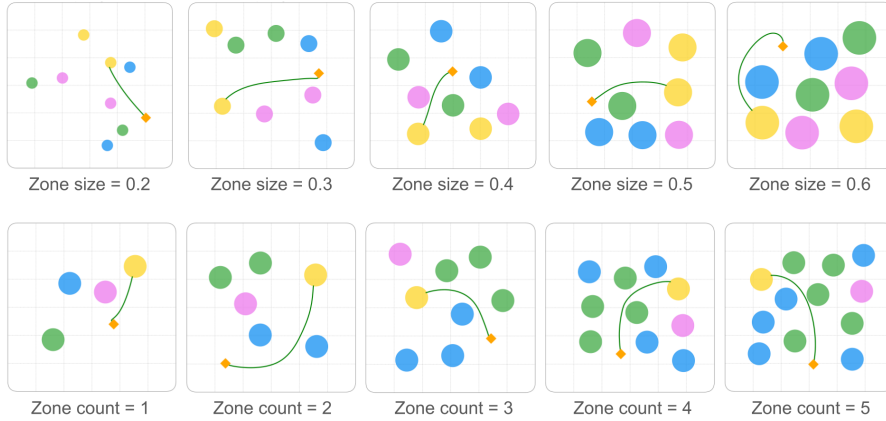 Zone size = 0.2
Zone size = 0.3
Zone size = 0.4
Zone size = 0.5
Zone size = 0.6
Zone count = 1
Zone count = 2
Zone count = 3
Zone count = 4
Zone count = 5